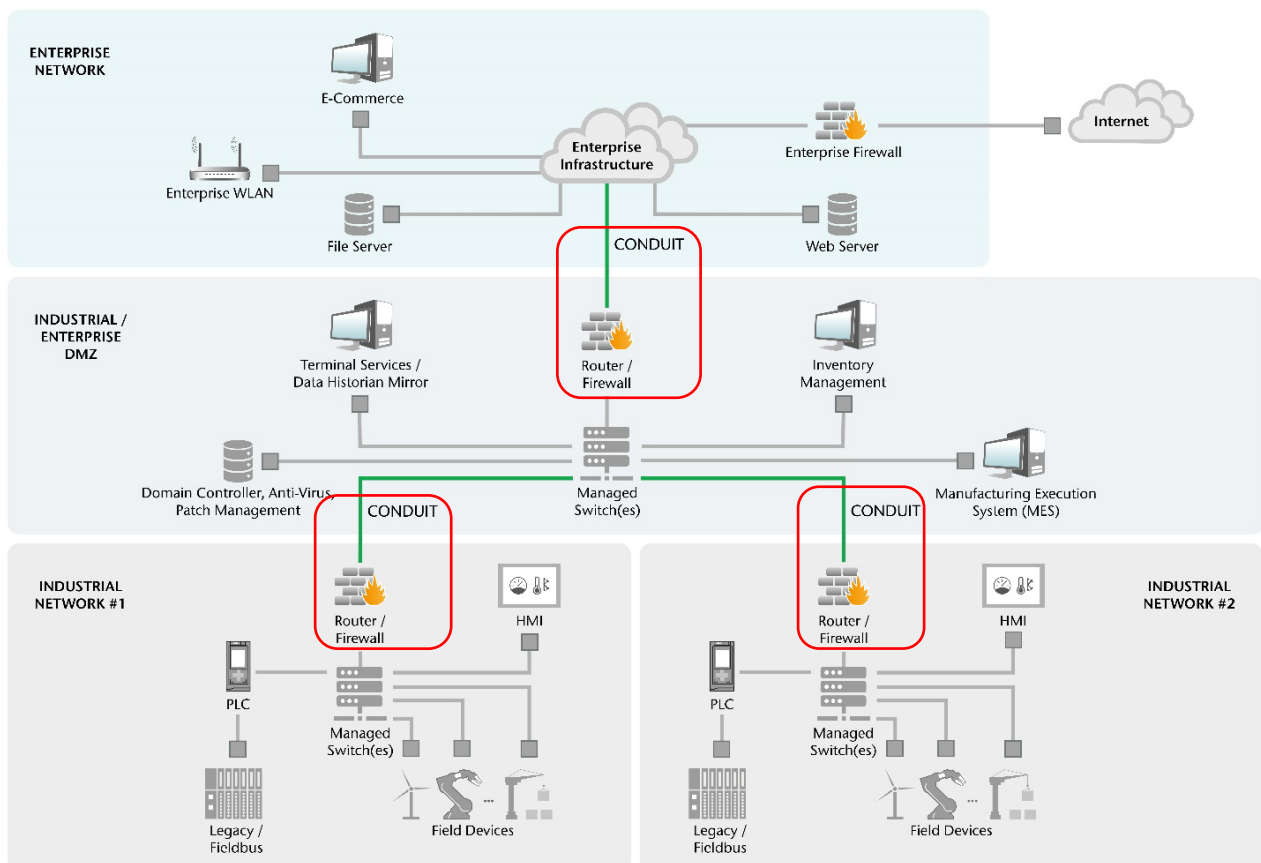 ENTERPRISE
NETWORK
E-Commerce
Enterprise
Infrastructure
Enterprise Firewall
Internet
Enterprise WLAN
File Server
CONDUIT
Web Server
INDUSTRIAL /
ENTERPRISE
DMZ
Terminal Services /
Data Historian Mirror
Router /
Firewall
Inventory
Management
Domain Controller, Anti-Virus,
Patch Management
Managed
Switch(es)
Manufacturing Execution
System (MES)
CONDUIT
CONDUIT
INDUSTRIAL
NETWORK #1
Router /
Firewall
HMI
PLC
Managed
Switch(es)
Legacy /
Fieldbus
...
Field Devices
INDUSTRIAL
NETWORK #2
Router /
Firewall
HMI
PLC
Managed
Switch(es)
Legacy /
Fieldbus
...
Field Devices